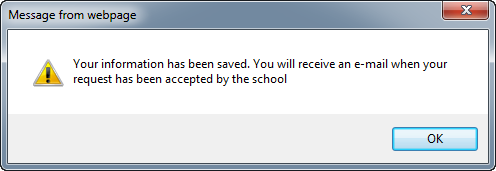 Message from webpage
Your information has been saved. You will receive an e-mail when your
request has been accepted by the school
OK